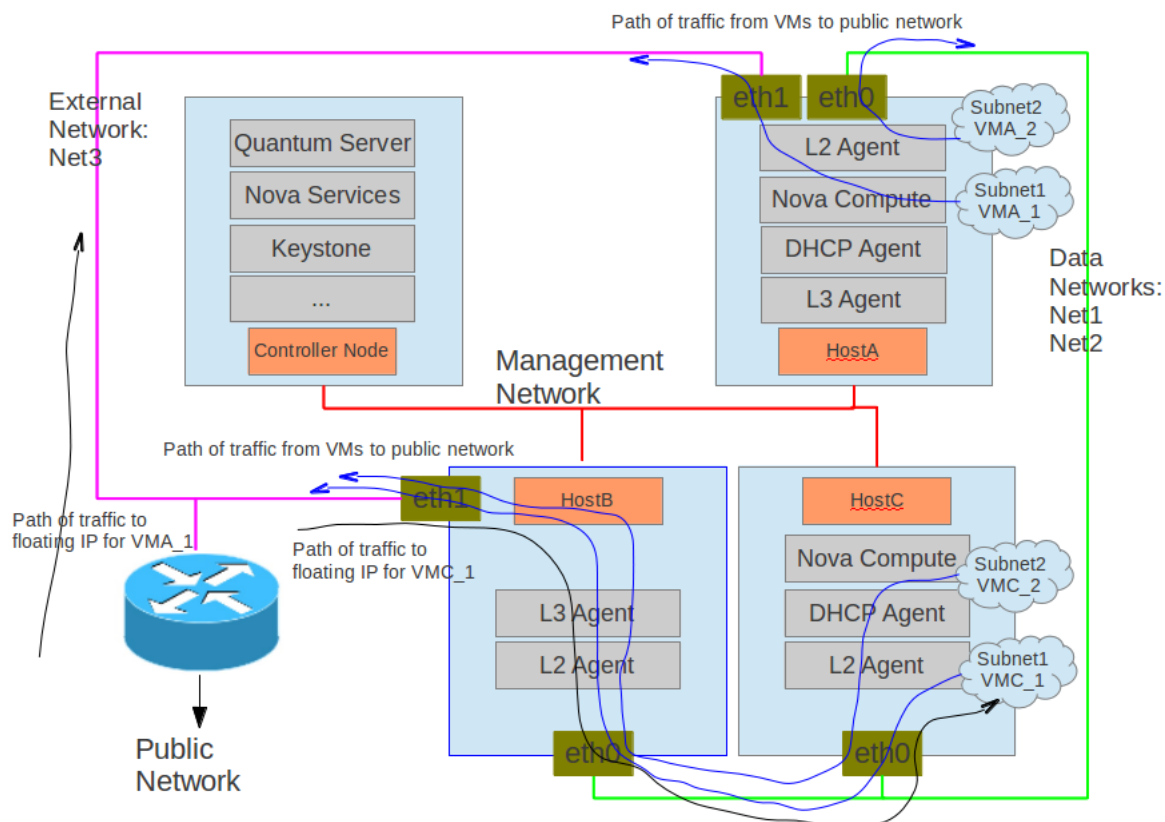 Path of traffic from VMs to public network
External
Network:
Net3
Quantum Server
Nova Services
Keystone
...
Controller Node
eth1
eth0
L2 Agent
Nova Compute
DHCP Agent
L3 Agent
HostA
Subnet2
VMA_2
Subnet1
VMA_1
Data
Networks:
Net1
Net2
Management
Network
Path of traffic from VMs to public network
Path of traffic to
floating IP for VMA_1
eth1
HostB
Path of traffic to
floating IP for VMC_1
L3 Agent
L2 Agent
eth0
HostC
Nova Compute
DHCP Agent
L2 Agent
eth0
Subnet2
VMC_2
Subnet1
VMC_1
Public
Network